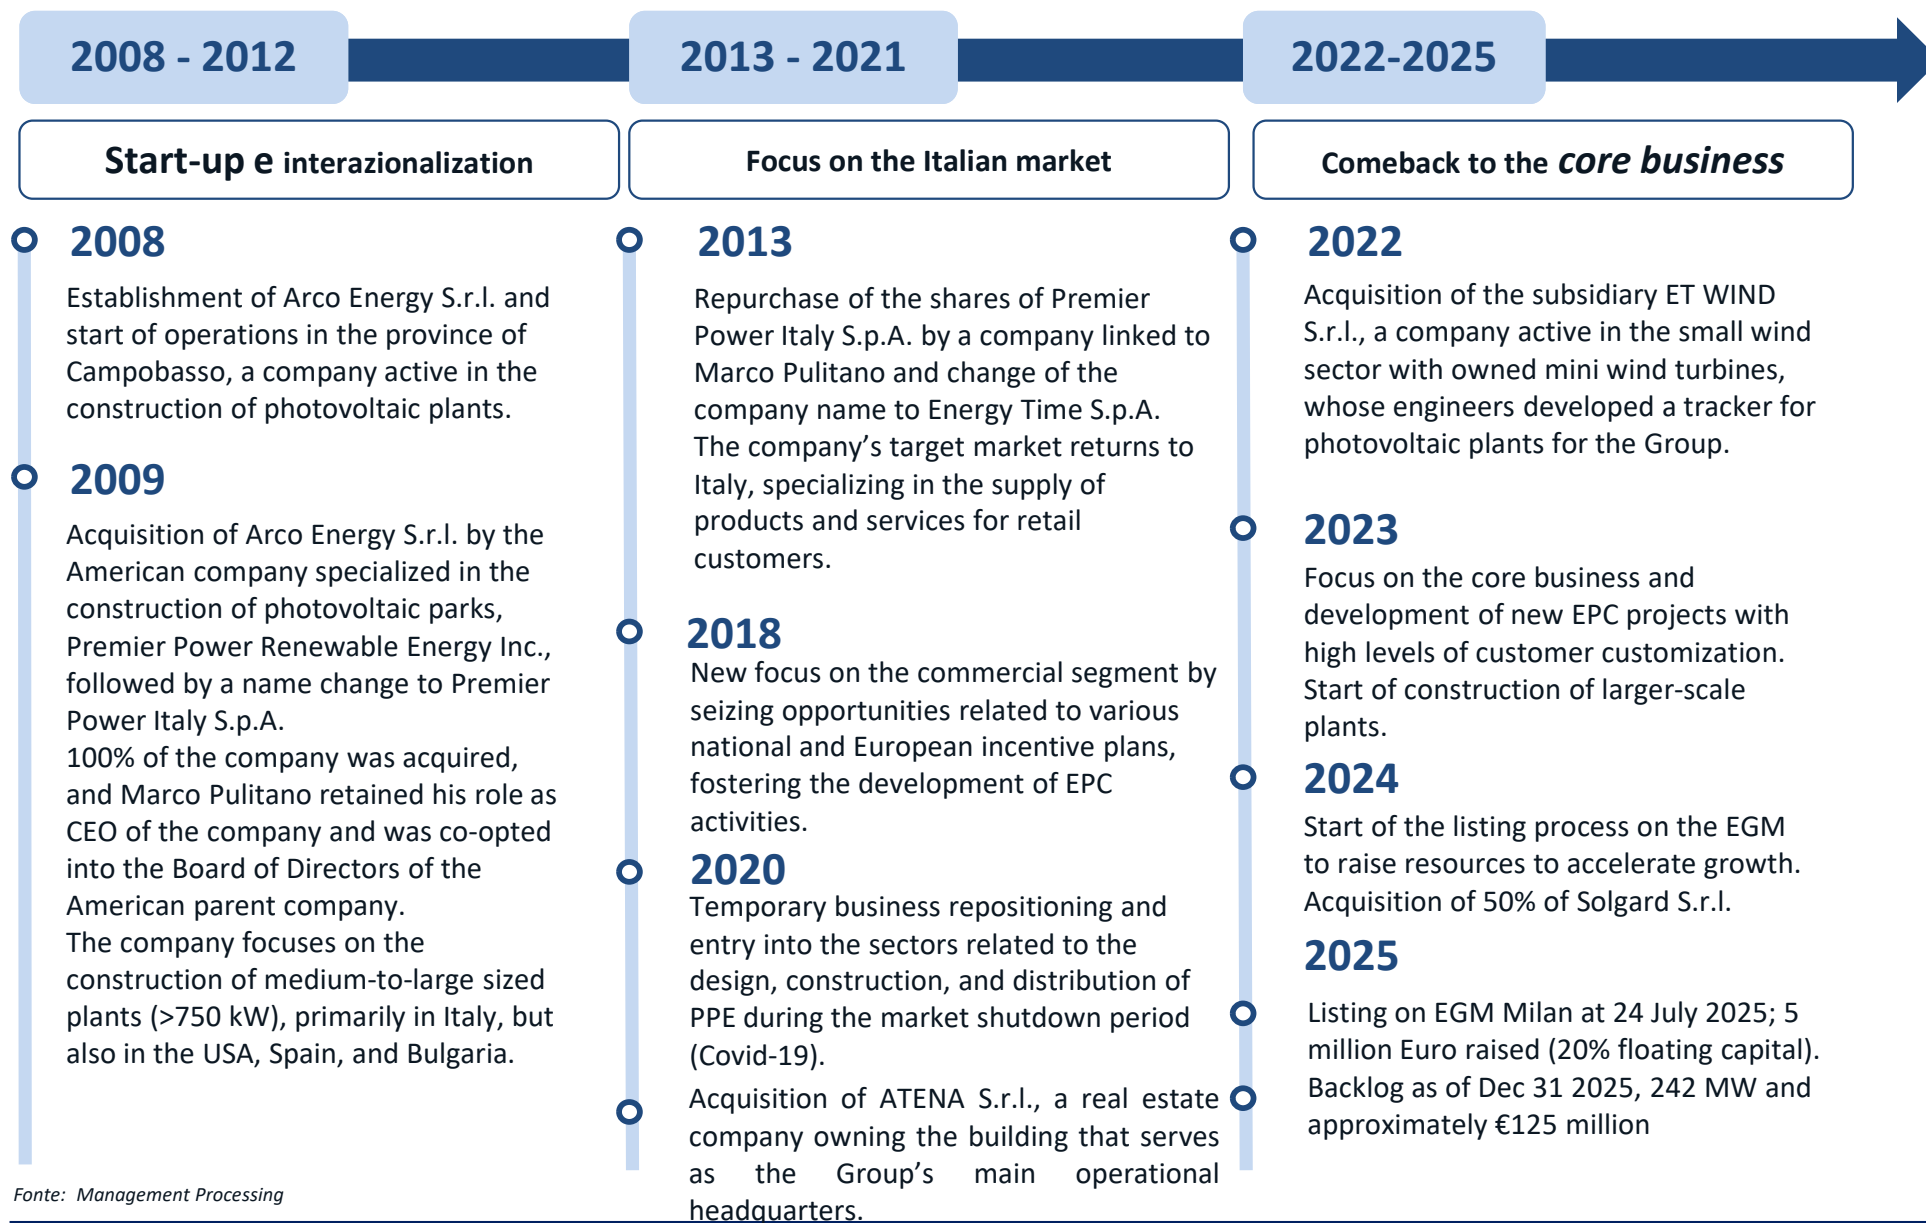 2008 - 2012
2013 - 2021
2022-2025
Start-up e interazionalization
Focus on the Italian market
Comeback to the core business
2008
Establishment of Arco Energy S.r.l. and
start of operations in the province of
Campobasso, a company active in the
construction of photovoltaic plants.
2009
Acquisition of Arco Energy S.r.l. by the
American company specialized in the
construction of photovoltaic parks,
Premier Power Renewable Energy Inc.,
followed by a name change to Premier
Power Italy S.p.A.
100% of the company was acquired,
and Marco Pulitano retained his role as
CEO of the company and was co-opted
into the Board of Directors of the
American parent company.
The company focuses on the
construction of medium-to-large sized
plants (>750 kW), primarily in Italy, but
also in the USA, Spain, and Bulgaria.
2013
Repurchase of the shares of Premier
Power Italy S.p.A. by a company linked to
Marco Pulitano and change of the
company name to Energy Time S.p.A.
The company’s target market returns to
Italy, specializing in the supply of
products and services for retail
customers.
2018
New focus on the commercial segment by
seizing opportunities related to various
national and European incentive plans,
fostering the development of EPC
activities.
2020
Temporary business repositioning and
entry into the sectors related to the
design, construction, and distribution of
PPE during the market shutdown period
(Covid-19).
Acquisition of ATENA S.r.l., a real estate
company owning the building that serves
as the Group’s main operational
headquarters.
2022
Acquisition of the subsidiary ET WIND
S.r.l., a company active in the small wind
sector with owned mini wind turbines,
whose engineers developed a tracker for
photovoltaic plants for the Group.
2023
Focus on the core business and
development of new EPC projects with
high levels of customer customization.
Start of construction of larger-scale
plants.
2024
Start of the listing process on the EGM
to raise resources to accelerate growth.
Acquisition of 50% of Solgard S.r.l.
2025
Listing on EGM Milan at 24 July 2025; 5
million Euro raised (20% floating capital).
Backlog as of Dec 31 2025, 242 MW and
approximately €125 million
Fonte: Management Processing